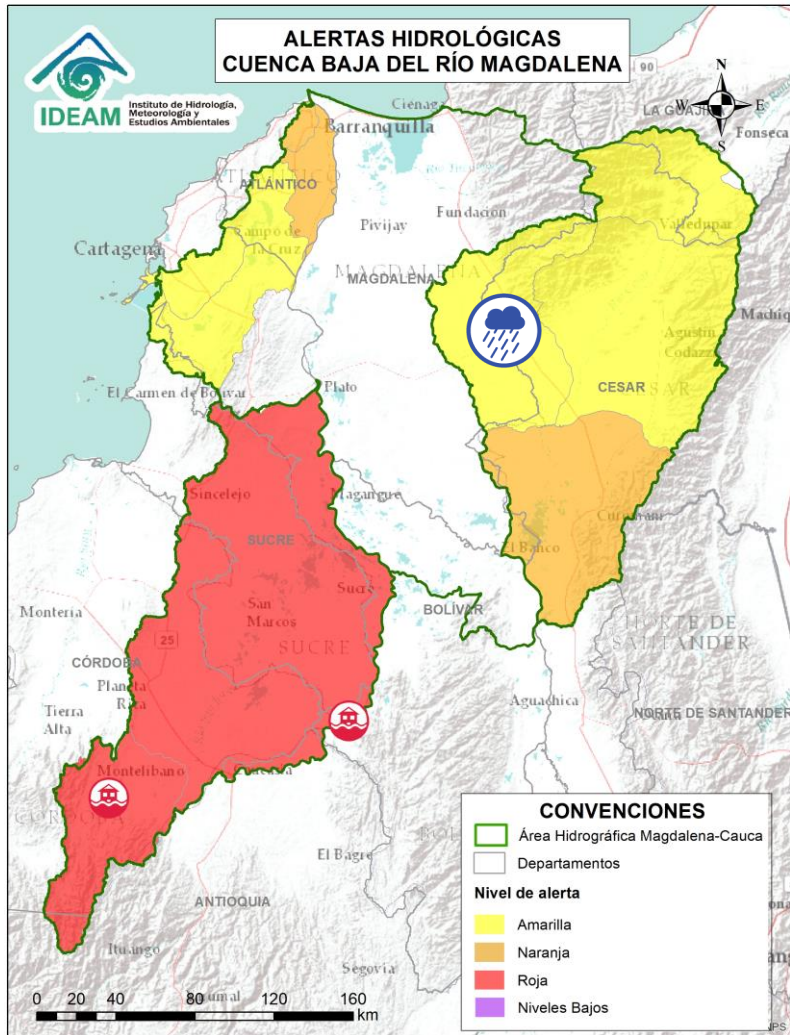 ALERTAS HIDROLÓGICAS
CUENCA BAJA DEL RÍO MAGDALENA
IDEAM
Instituto de Hidrología,
Meteorología y
Estudios Ambientales
N
W E
S
90
Ciénaga
LA GUAJIRA
Fonseca
Barranquilla
ATLÁNTICO
Fundación
Pivijay
Valledupar
Campo de
la Cruz
Cartagena
MAGDALENA
Agustín
Codazzi
CESAR
Plato
El Carmen de Bolívar
Sincelejo
Magangue
Curumaní
SUCRE
El Banco
Sucre
San
Marcos
BOLÍVAR
Montería
25
SUCRE
NORTE DE
SANTANDER
CÓRDOBA
Planeta
Rica
Tierra
Alta
Aguachica
NORTE DE SANTANDER
Montelibano
Caucasia
El Bagre
ANTIOQUIA
Ituango
Segovia
0 20 40 80 120 160
km
CONVENCIONES
Área Hidrográfica Magdalena-Cauca
Departamentos
Nivel de alerta
Amarilla
Naranja
Roja
Niveles Bajos